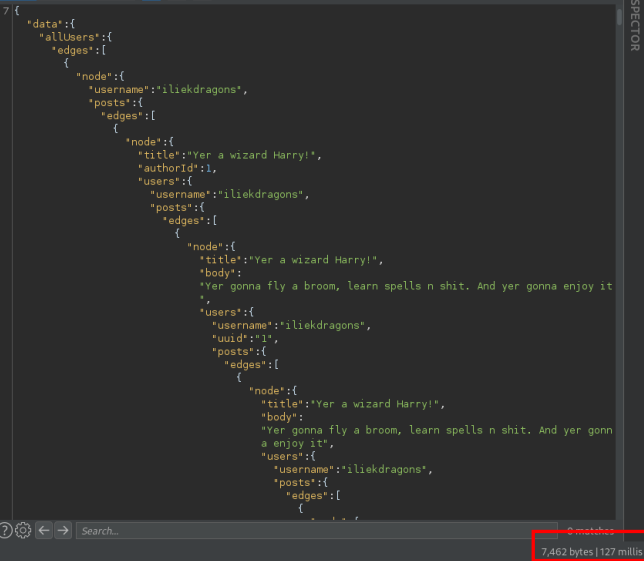 7 {
"data":{
"allUsers":{
"edges":[
{
"node":{
"username":"iliekdragons",
"posts":{
"edges":[
{
"node":{
"title":"Yer a wizard Harry!",
"authorId":1,
"users":{
"username":"iliekdragons",
"posts":{
"edges":[
{
"node":{
"title":"Yer a wizard Harry!",
"body":
"Yer gonna fly a broom, learn spells n shit. And yer gonna enjoy it
",
"users":{
"username":"iliekdragons",
"uuid":"1",
"posts":{
"edges":[
{
"node":{
"title":"Yer a wizard Harry!",
"body":
"Yer gonna fly a broom, learn spells n shit. And yer gonn
a enjoy it",
"users":{
"username":"iliekdragons",
"posts":{
"edges":[
{
Search...
0 matches
7,462 bytes | 127 millis
SPECTOR